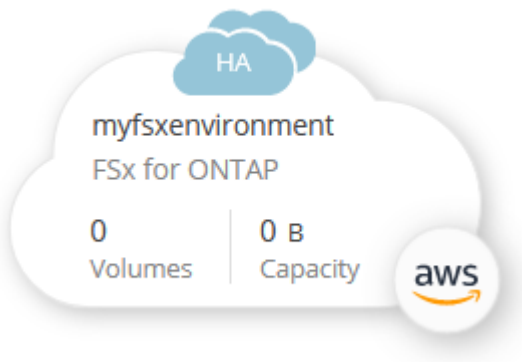 HA
myfsxenvironment
FSx for ONTAP
0 0 B
Volumes Capacity
aws